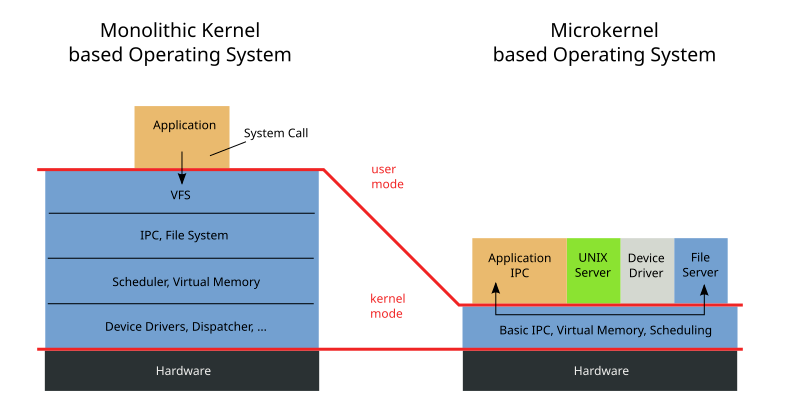 Monolithic Kernel
based Operating System
Microkernel
based Operating System
Application
System Call
user
mode
VFS
IPC, File System
Scheduler, Virtual Memory
Device Drivers, Dispatcher, ...
Hardware
kernel
mode
Application
IPC
UNIX
Server
Device
Driver
File
Server
Basic IPC, Virtual Memory, Scheduling
Hardware